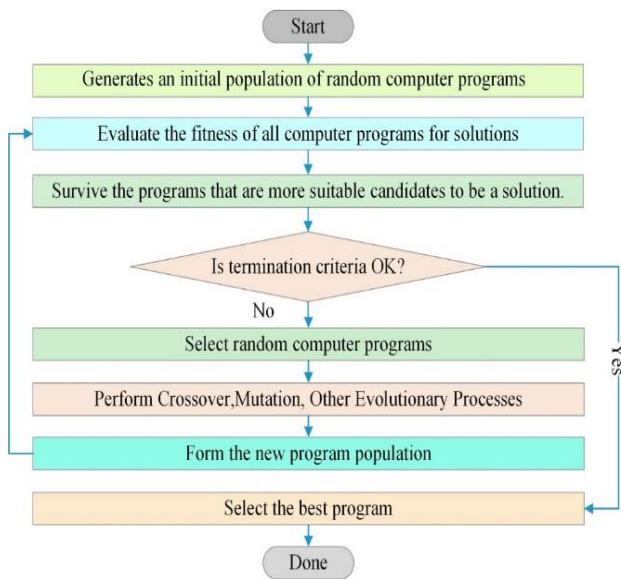 Start
Generates an initial population of random computer programs
Evaluate the fitness of all computer programs for solutions
Survive the programs that are more suitable candidates to be a solution.
Is termination criteria OK?
No
Yes
Select random computer programs
Perform Crossover,Mutation, Other Evolutionary Processes
Form the new program population
Select the best program
Done